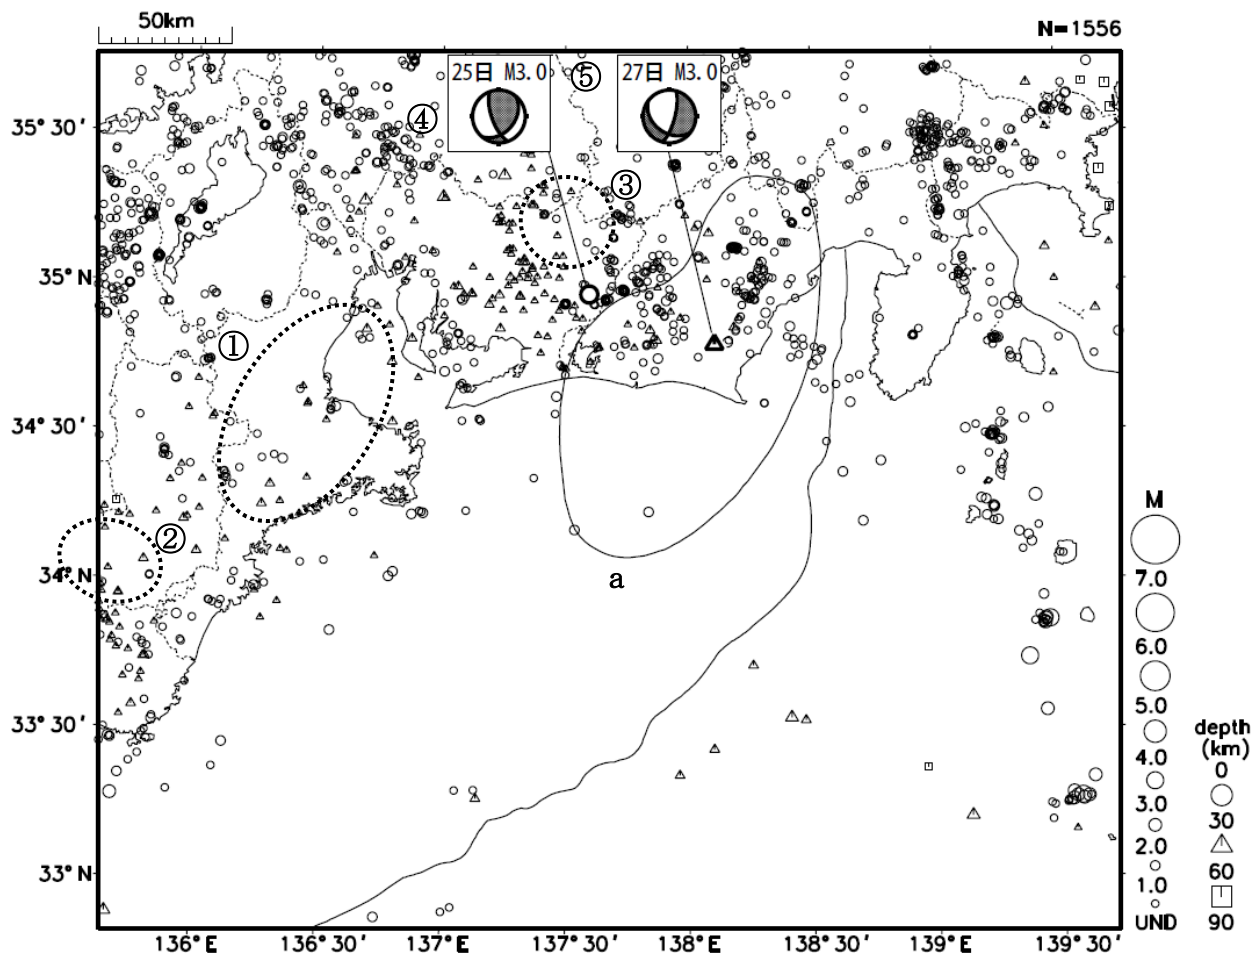 50km
N=1556
25日 M3.0
⑤
27日 M3.0
④
35° 30′
③
35° N
①
34° 30′
②
34° N
a
33° 30′
33° N
136° E
136° 30′
137° E
137° 30′
138° E
138° 30′
139° E
139° 30′
M
7.0
6.0
5.0
4.0
3.0
2.0
1.0
UND
depth
(km)
0
30
60
90